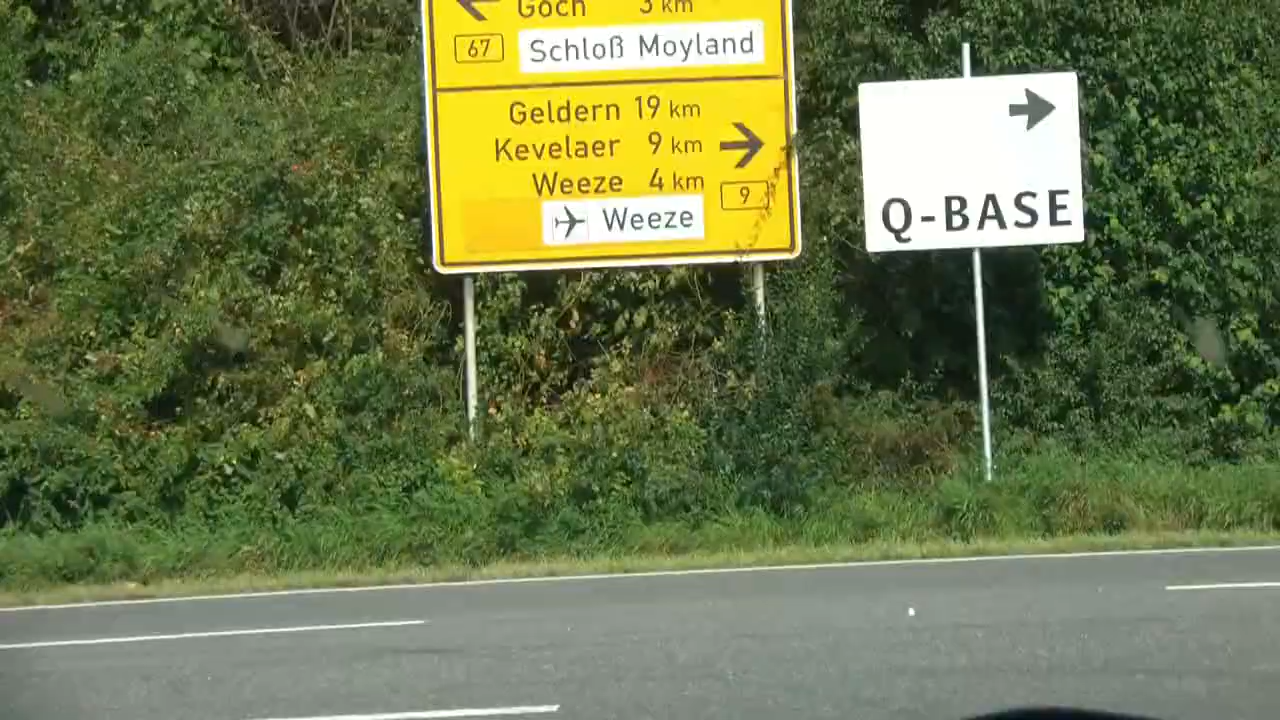 Goch 3 km
67 Schloß Moyland
Geldern 19 km
Kevelaer 9 km
Weeze 4 km
9
Weeze
Q-BASE